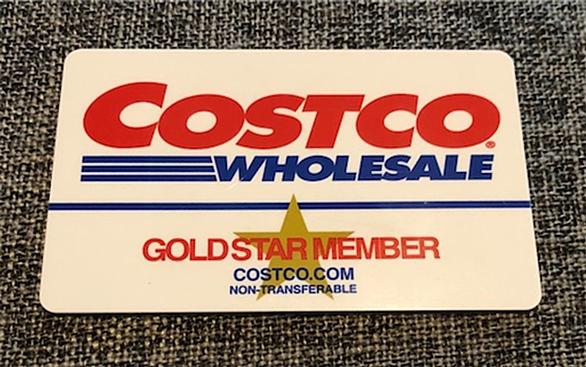 COSTCO®
WHOLESALE
GOLD STAR MEMBER
COSTCO.COM
NON-TRANSFERABLE